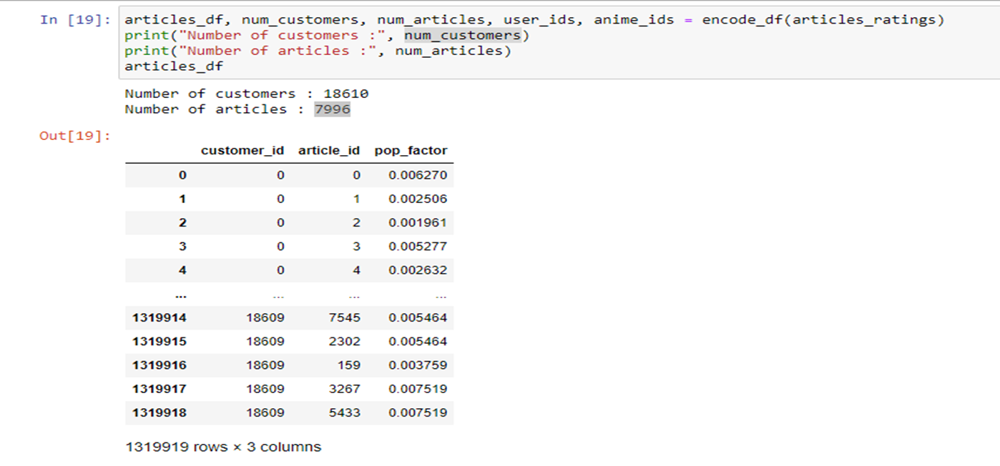 In [19]: articles_df, num_customers, num_articles, user_ids, anime_ids = encode_df(articles_ratings)
print("Number of customers :", num_customers)
print("Number of articles :", num_articles)
articles_df
Number of customers : 18610
Number of articles : 7996
Out[19]:
customer_id article_id pop_factor
0 0 0 0.006270
1 0 1 0.002506
2 0 2 0.001961
3 0 3 0.005277
4 0 4 0.002632
... ... ... ...
1319914 18609 7545 0.005464
1319915 18609 2302 0.005464
1319916 18609 159 0.003759
1319917 18609 3267 0.007519
1319918 18609 5433 0.007519
1319919 rows × 3 columns